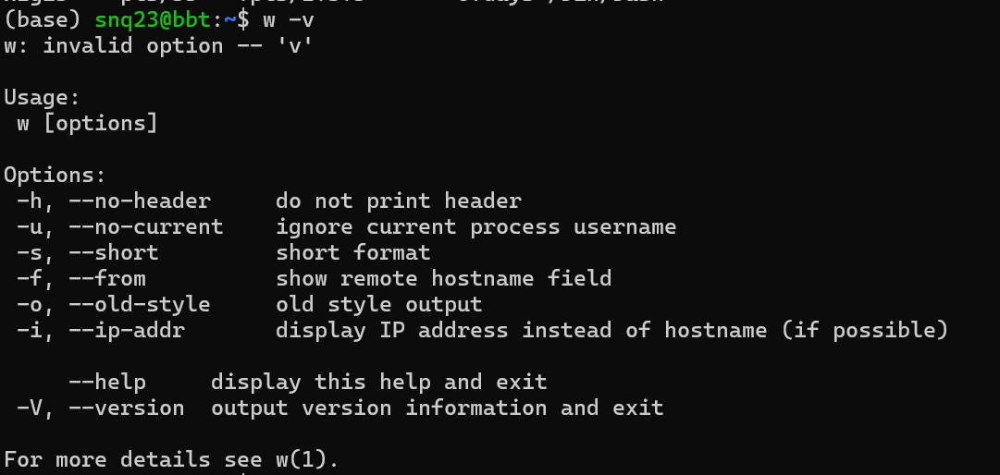 (base) snq23@bbt:~$ w -v
w: invalid option -- 'v'

Usage:
 w [options]

Options:
 -h, --no-header     do not print header
 -u, --no-current    ignore current process username
 -s, --short         short format
 -f, --from          show remote hostname field
 -o, --old-style     old style output
 -i, --ip-addr       display IP address instead of hostname (if possible)

     --help     display this help and exit
 -V, --version  output version information and exit

For more details see w(1).